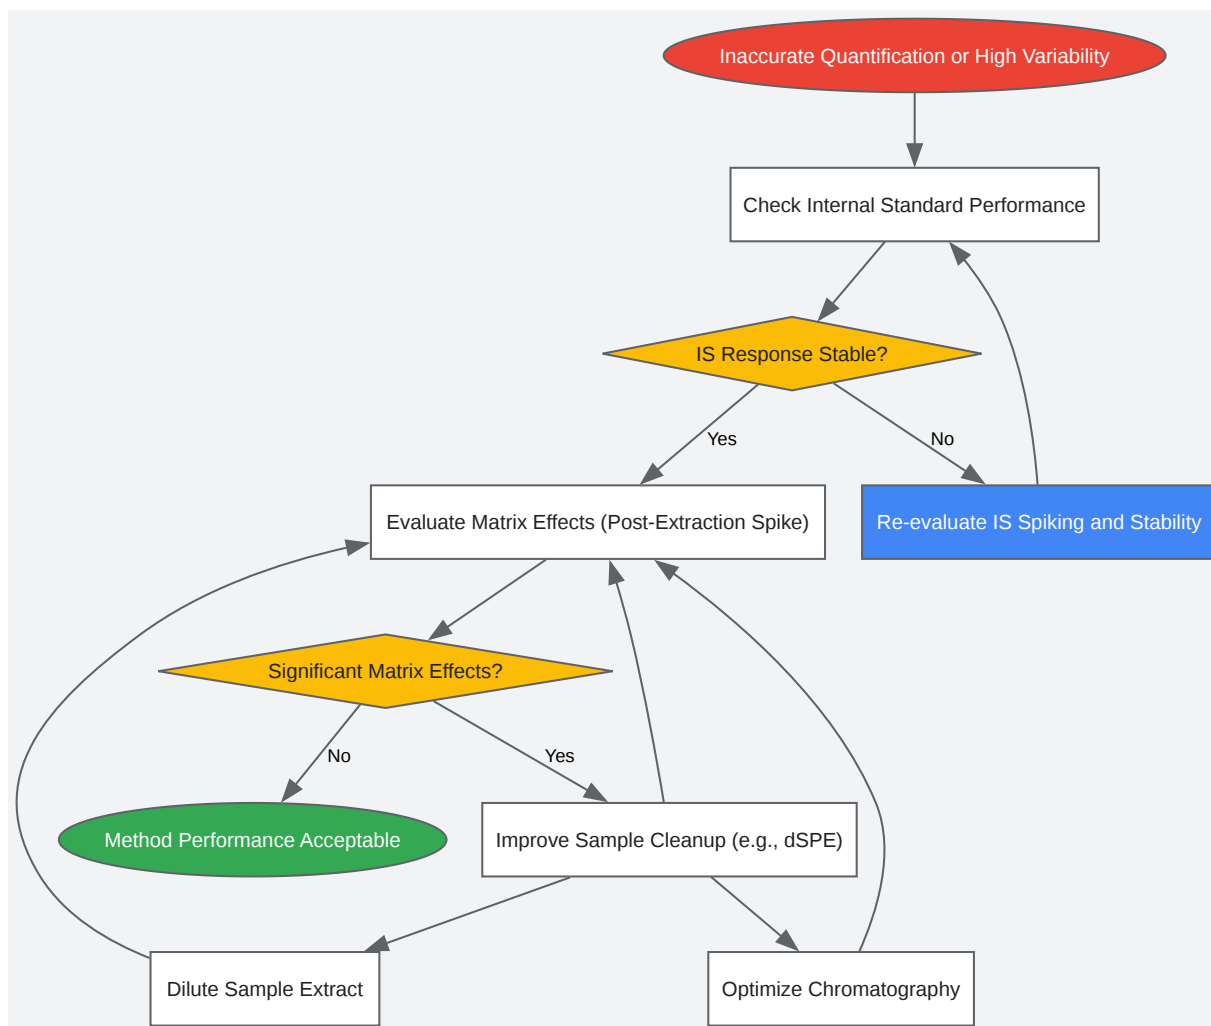 Inaccurate Quantification or High Variability
Check Internal Standard Performance
IS Response Stable?
Yes
No
Evaluate Matrix Effects (Post-Extraction Spike)
Re-evaluate IS Spiking and Stability
Significant Matrix Effects?
No
Yes
Method Performance Acceptable
Improve Sample Cleanup (e.g., dSPE)
Dilute Sample Extract
Optimize Chromatography